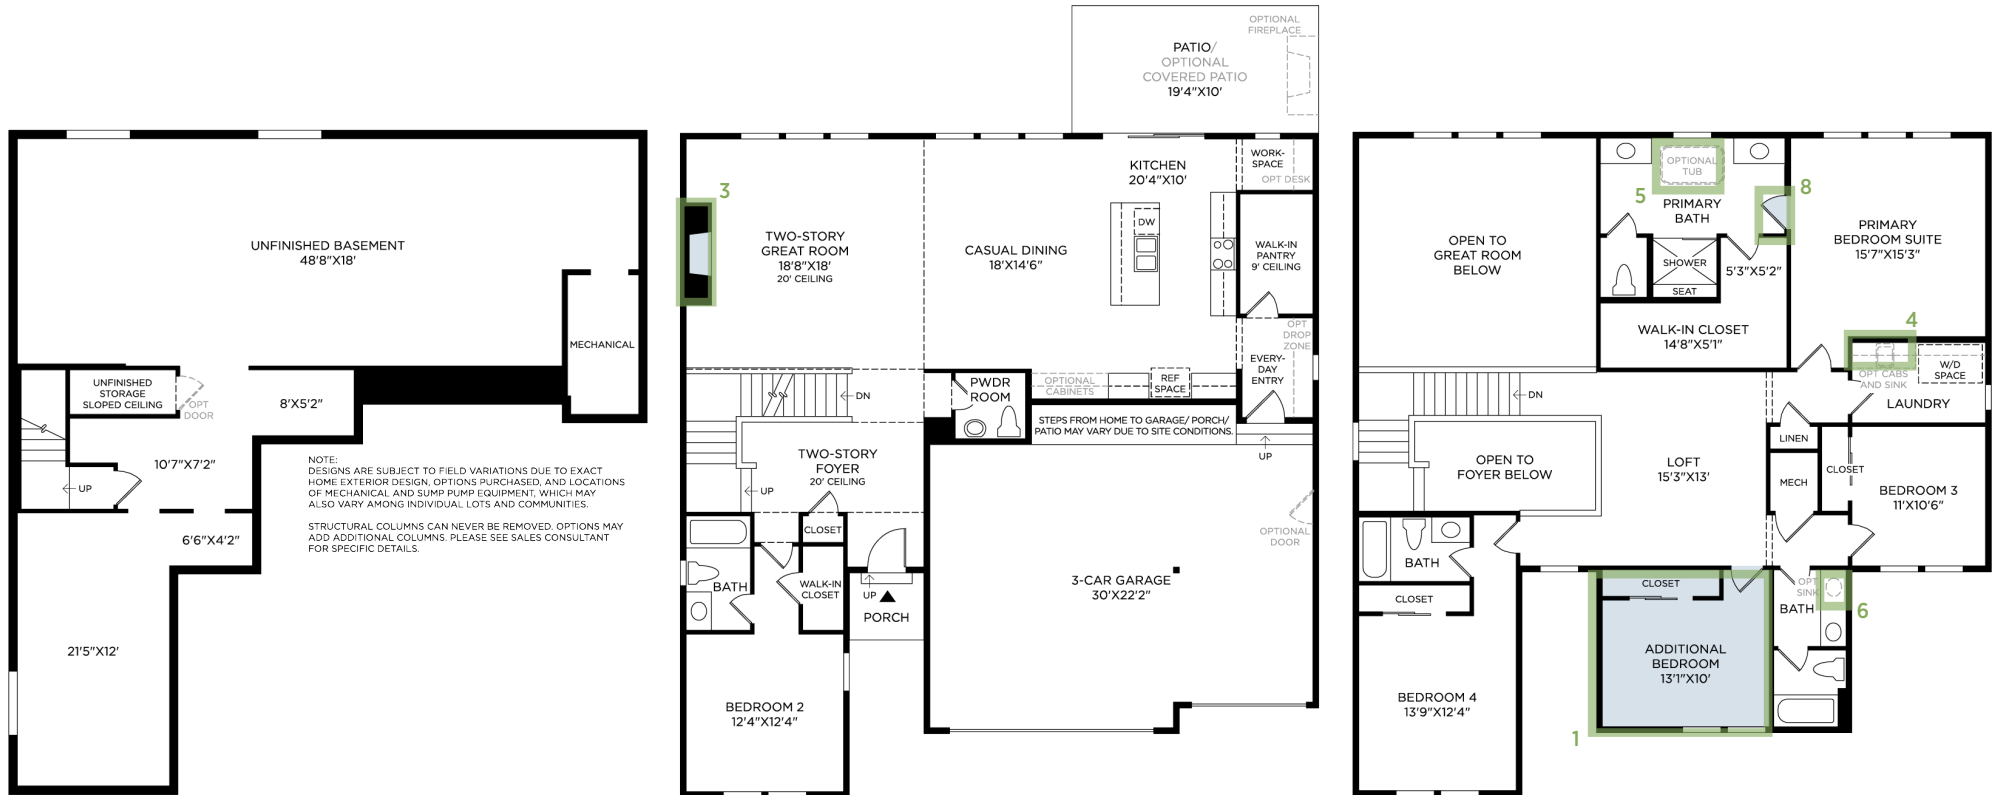 UNFINISHED BASEMENT
48'8"X18'
MECHANICAL
UNFINISHED
STORAGE
SLOPED CEILING
OPT
DOOR
8'X5'2"
10'7"X7'2"
UP
6'6"X4'2"
21'5"X12'
NOTE:
DESIGNS ARE SUBJECT TO FIELD VARIATIONS DUE TO EXACT
HOME EXTERIOR DESIGN, OPTIONS PURCHASED, AND LOCATIONS
OF MECHANICAL AND SUMP PUMP EQUIPMENT, WHICH MAY
ALSO VARY AMONG INDIVIDUAL LOTS AND COMMUNITIES.
STRUCTURAL COLUMNS CAN NEVER BE REMOVED. OPTIONS MAY
ADD ADDITIONAL COLUMNS. PLEASE SEE SALES CONSULTANT
FOR SPECIFIC DETAILS.
OPTIONAL
FIREPLACE
PATIO/
OPTIONAL
COVERED PATIO
19'4"X10'
3
TWO-STORY
GREAT ROOM
18'8"X18'
20' CEILING
CASUAL DINING
18'X14'6"
KITCHEN
20'4"X10'
DW
WORK-
SPACE
OPT DESK
WALK-IN
PANTRY
9' CEILING
OPT
DROP
ZONE
EVERY-
DAY
ENTRY
OPTIONAL
CABINETS
REF
SPACE
PWDR
ROOM
DN
STEPS FROM HOME TO GARAGE/ PORCH/
PATIO MAY VARY DUE TO SITE CONDITIONS.
UP
TWO-STORY
FOYER
20' CEILING
UP
CLOSET
OPTIONAL
DOOR
3-CAR GARAGE
30'X22'2"
BATH
WALK-IN
CLOSET
UP
PORCH
BEDROOM 2
12'4"X12'4"
OPEN TO
GREAT ROOM
BELOW
OPTIONAL
TUB
5
8
PRIMARY
BATH
PRIMARY
BEDROOM SUITE
15'7"X15'3"
SHOWER
SEAT
5'3"X5'2"
WALK-IN CLOSET
14'8"X5'1"
4
OPT CABS
AND SINK
W/D
SPACE
LAUNDRY
DN
LINEN
OPEN TO
FOYER BELOW
LOFT
15'3"X13'
CLOSET
MECH
BEDROOM 3
11'X10'6"
BATH
CLOSET
CLOSET
OPT
SINK
BATH
6
ADDITIONAL
BEDROOM
13'1"X10'
BEDROOM 4
13'9"X12'4"
1